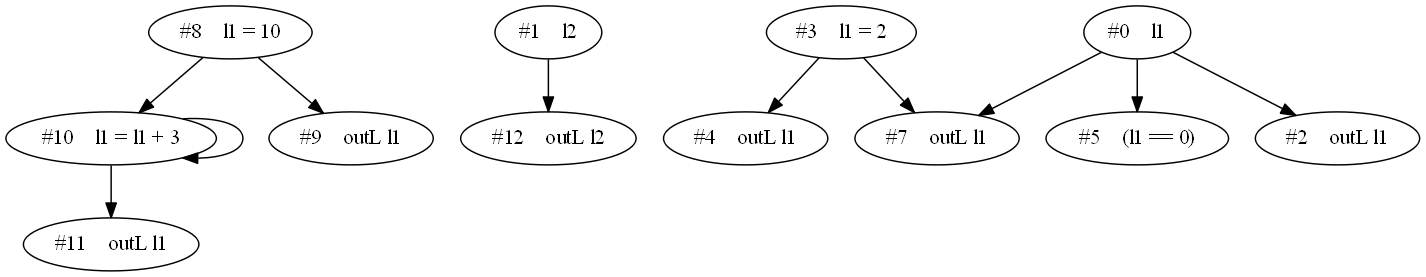 #8 l1 = 10
#1 l2
#3 l1 = 2
#0 l1
#10 l1 = l1 + 3
#9 outL l1
#12 outL l2
#4 outL l1
#7 outL l1
#5 (l1 == 0)
#2 outL l1
#11 outL l1